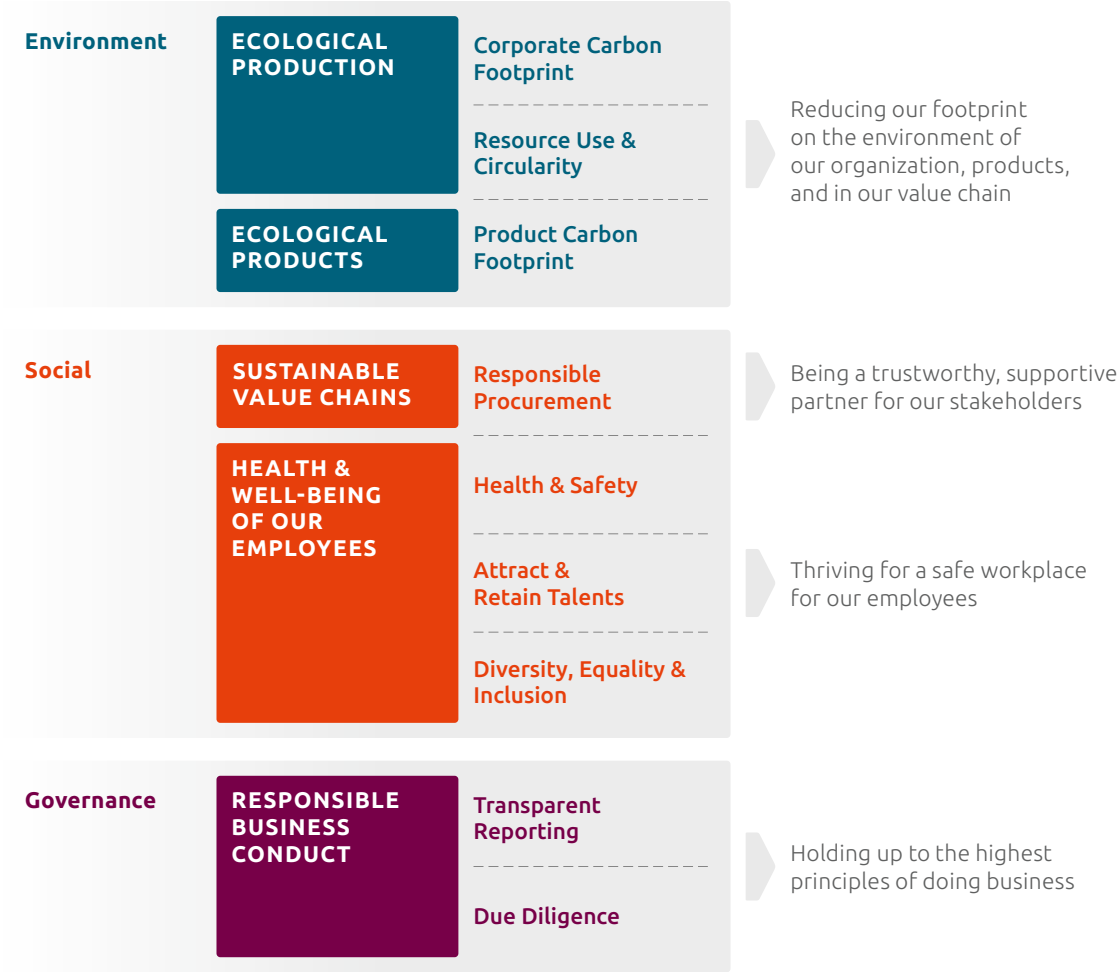 Environment
ECOLOGICAL
PRODUCTION
Corporate Carbon
Footprint
Resource Use &
Circularity
ECOLOGICAL
PRODUCTS
Product Carbon
Footprint
Reducing our footprint
on the environment of
our organization, products,
and in our value chain
Social
SUSTAINABLE
VALUE CHAINS
Responsible
Procurement
Being a trustworthy, supportive
partner for our stakeholders
HEALTH &
WELL-BEING
OF OUR
EMPLOYEES
Health & Safety
Attract &
Retain Talents
Diversity, Equality &
Inclusion
Thriving for a safe workplace
for our employees
Governance
RESPONSIBLE
BUSINESS
CONDUCT
Transparent
Reporting
Due Diligence
Holding up to the highest
principles of doing business